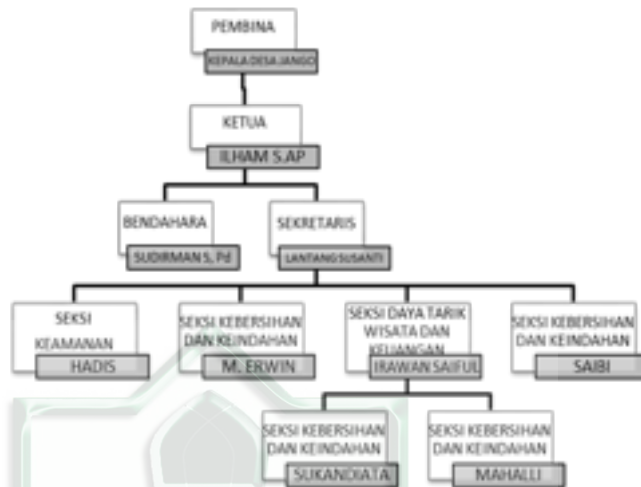 PEMBINA
KEPALA DESA JANGO
KETUA
ILHAM S.AP
BENDAHARA
SUDIRMAN S, Pd
SEKRETARIS
LANTANG SUSANTI
SEKSI
KEAMANAN
HADIS
SEKSI KEBERSIHAN
DAN KEINDAHAN
M. ERWIN
SEKSI DAYA TARIK
WISATA DAN
KEUANGAN
IRAWAN SAIFUL
SEKSI KEBERSIHAN
DAN KEINDAHAN
SAIBI
SEKSI KEBERSIHAN
DAN KEINDAHAN
SUKANDIATA
SEKSI KEBERSIHAN
DAN KEINDAHAN
MAHALLI